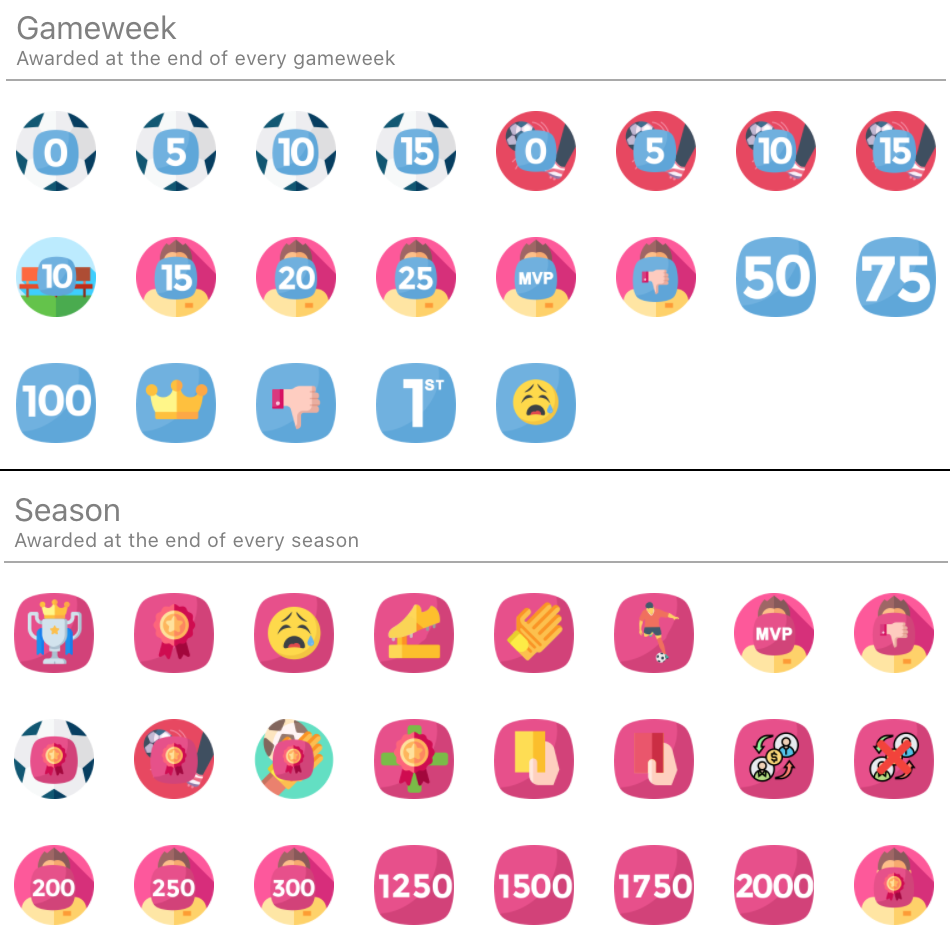 Gameweek
Awarded at the end of every gameweek
0 5 10 15 0 5 10 15
10 15 20 25 MVP 50 75
100 1ST
Season
Awarded at the end of every season
MVP
200 250 300 1250 1500 1750 2000